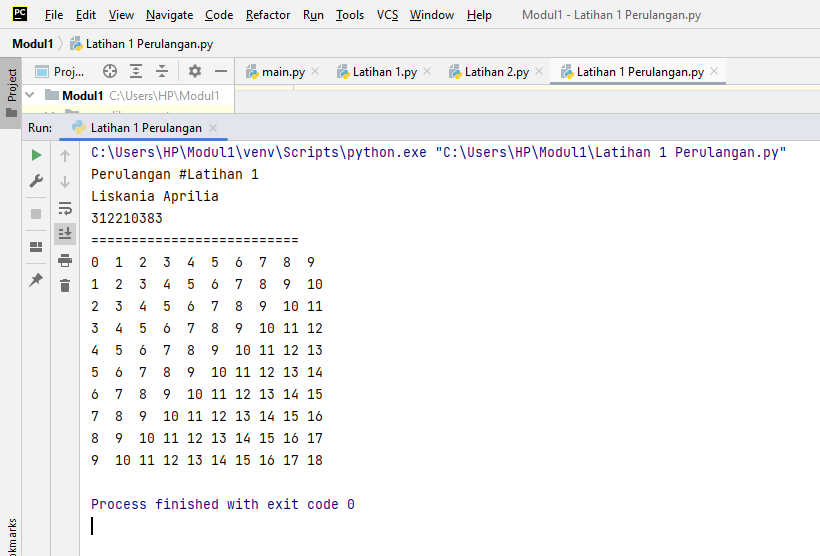 PC File Edit View Navigate Code Refactor Run Tools VCS Window Help Modul1 - Latihan 1 Perulangan.py
Modul1 Latihan 1 Perulangan.py
Project
Proj... main.py Latihan 1.py Latihan 2.py Latihan 1 Perulangan.py
Modul1 C:\Users\HP\Modul1
Run: Latihan 1 Perulangan
C:\Users\HP\Modul1\venv\Scripts\python.exe "C:\Users\HP\Modul1\Latihan 1 Perulangan.py"
Perulangan #Latihan 1
Liskania Aprilia
312210383
==========================
0 1 2 3 4 5 6 7 8 9
1 2 3 4 5 6 7 8 9 10
2 3 4 5 6 7 8 9 10 11
3 4 5 6 7 8 9 10 11 12
4 5 6 7 8 9 10 11 12 13
5 6 7 8 9 10 11 12 13 14
6 7 8 9 10 11 12 13 14 15
7 8 9 10 11 12 13 14 15 16
8 9 10 11 12 13 14 15 16 17
9 10 11 12 13 14 15 16 17 18
Process finished with exit code 0